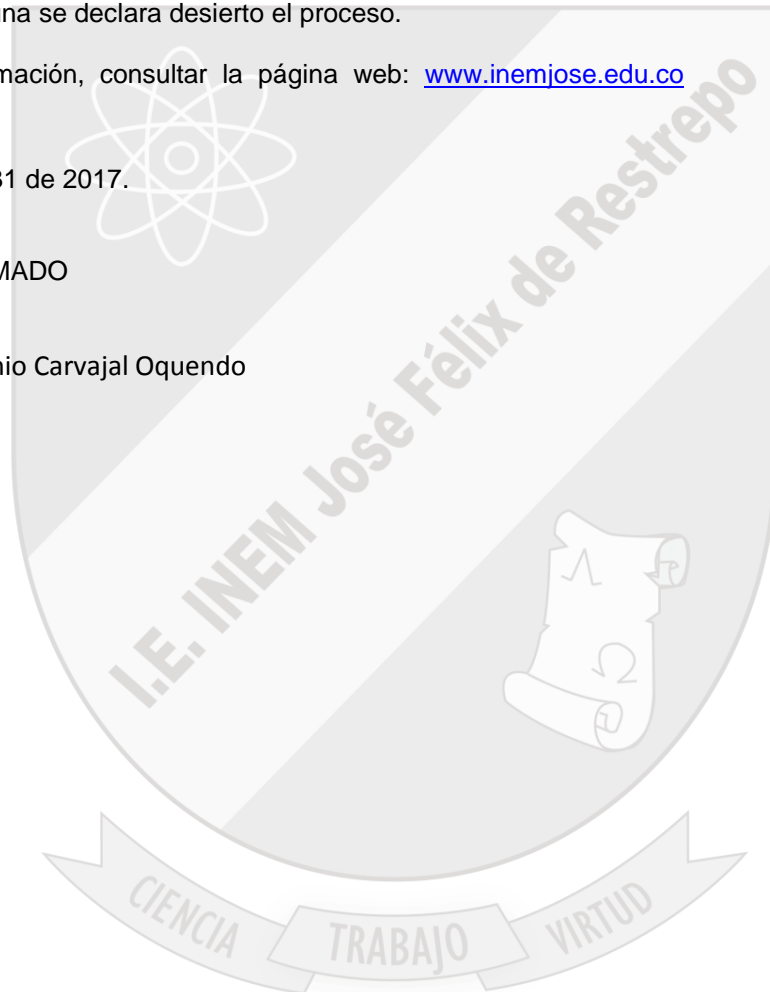 una se declara desierto el proceso.
mación, consultar la página web: www.inemjose.edu.co
31 de 2017.
MADO
nio Carvajal Oquendo
I.E. INEM José Félix de Restrepo
Λ
Ω
CIENCIA TRABAJO VIRTUD